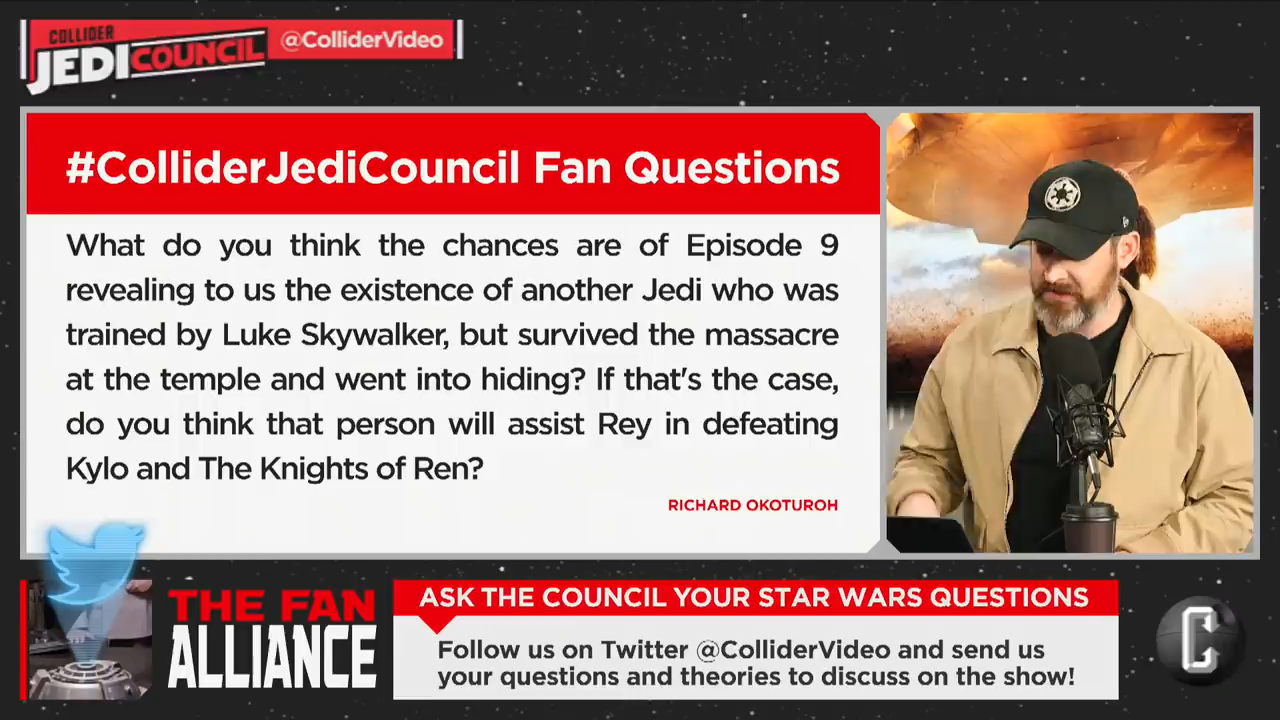 COLLIDER
JEDI COUNCIL
@ColliderVideo
#ColliderJediCouncil Fan Questions
What do you think the chances are of Episode 9
revealing to us the existence of another Jedi who was
trained by Luke Skywalker, but survived the massacre
at the temple and went into hiding? If that's the case,
do you think that person will assist Rey in defeating
Kylo and The Knights of Ren?
RICHARD OKOTUROH
THE FAN
ALLIANCE
ASK THE COUNCIL YOUR STAR WARS QUESTIONS
Follow us on Twitter @ColliderVideo and send us
your questions and theories to discuss on the show!